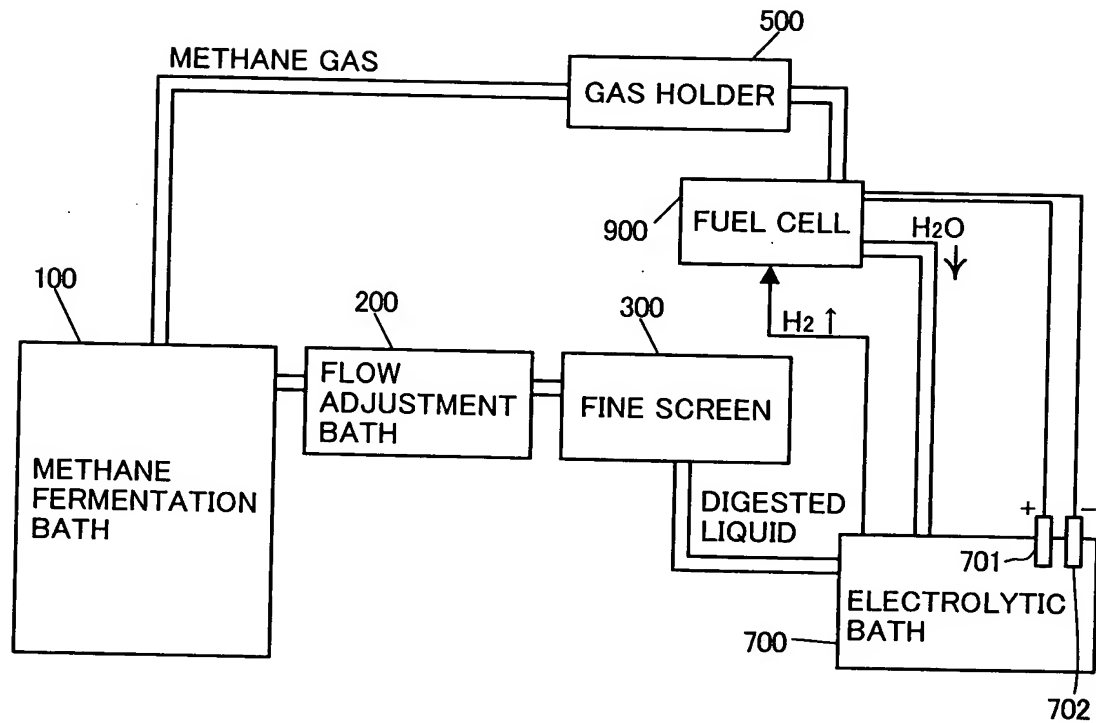 500
METHANE GAS
GAS HOLDER
900
FUEL CELL
H2O
↓
100
200
300
H2 ↑
FLOW
ADJUSTMENT
BATH
FINE SCREEN
METHANE
FERMENTATION
BATH
DIGESTED
LIQUID
+
−
701
ELECTROLYTIC
BATH
700
702